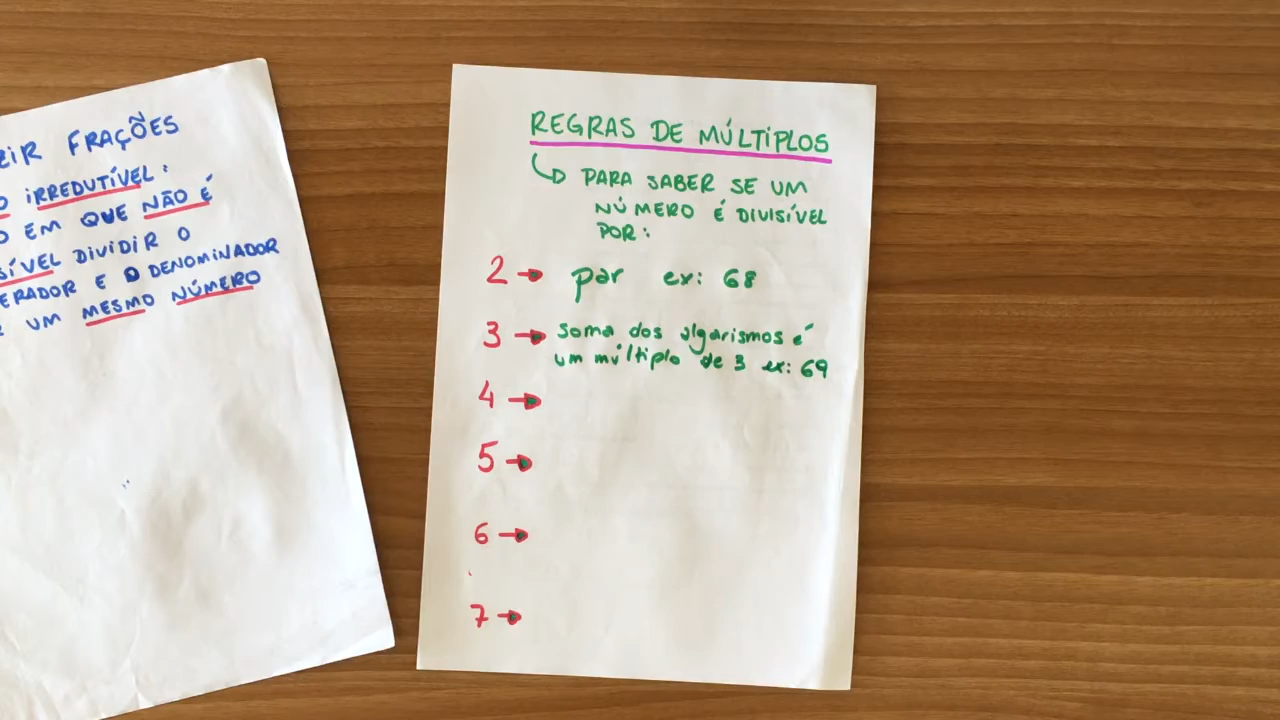 ZIR FRAÇÕES
O IRREDUTÍVEL:
O EM QUE NÃO É
SÍVEL DIVIDIR O
ERADOR E O DENOMINADOR
R UM MESMO NÚMERO
REGRAS DE MÚLTIPLOS
PARA SABER SE UM
NÚMERO É DIVISÍVEL
POR:
2 → par ex: 68
3 → soma dos algarismos é
um múltiplo de 3 ex: 69
4 →
5 →
6 →
7 →